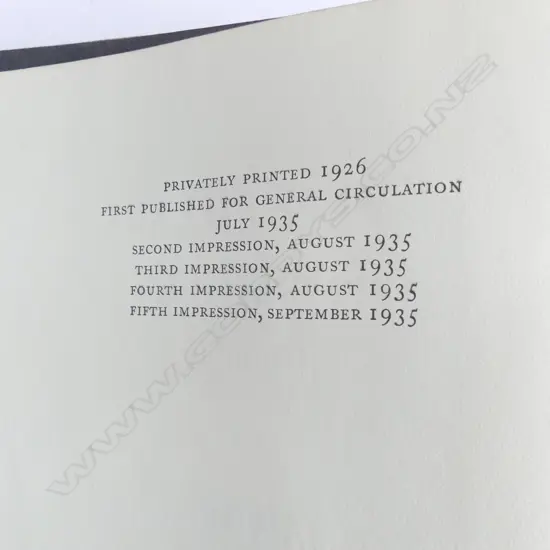 PRIVATELY PRINTED 1926
FIRST PUBLISHED FOR GENERAL CIRCULATION
JULY 1935
SECOND IMPRESSION, AUGUST 1935
THIRD IMPRESSION, AUGUST 1935
FOURTH IMPRESSION, AUGUST 1935
FIFTH IMPRESSION, SEPTEMBER 1935